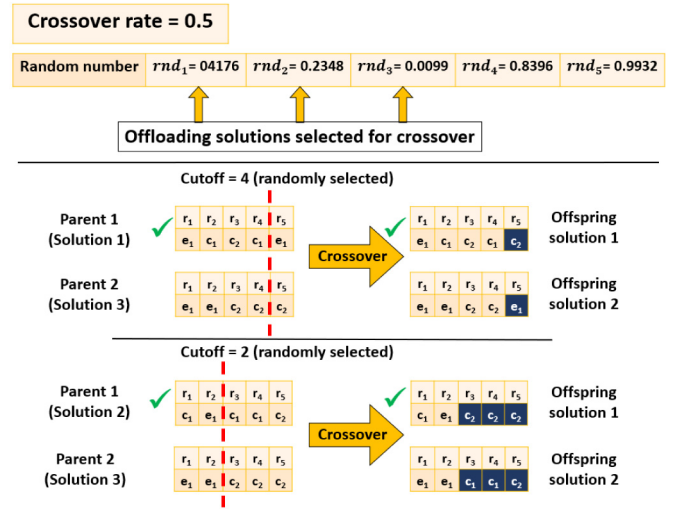 Crossover rate = 0.5
Random number rnd₁= 04176 rnd₂= 0.2348 rnd₃= 0.0099 rnd₄= 0.8396 rnd₅= 0.9932
Offloading solutions selected for crossover
Cutoff = 4 (randomly selected)
Parent 1
(Solution 1)
r₁ r₂ r₃ r₄ r₅
e₁ c₁ c₂ c₁ e₁
Crossover
r₁ r₂ r₃ r₄ r₅
e₁ c₁ c₂ c₁ c₂
Offspring
solution 1
Parent 2
(Solution 3)
r₁ r₂ r₃ r₄ r₅
e₁ e₁ c₂ c₂ c₂
r₁ r₂ r₃ r₄ r₅
e₁ e₁ c₂ c₂ e₁
Offspring
solution 2
Cutoff = 2 (randomly selected)
Parent 1
(Solution 2)
r₁ r₂ r₃ r₄ r₅
c₁ e₁ c₁ c₁ c₂
Crossover
r₁ r₂ r₃ r₄ r₅
c₁ e₁ c₂ c₂ c₂
Offspring
solution 1
Parent 2
(Solution 3)
r₁ r₂ r₃ r₄ r₅
e₁ e₁ c₂ c₂ c₂
r₁ r₂ r₃ r₄ r₅
e₁ e₁ c₁ c₁ c₂
Offspring
solution 2